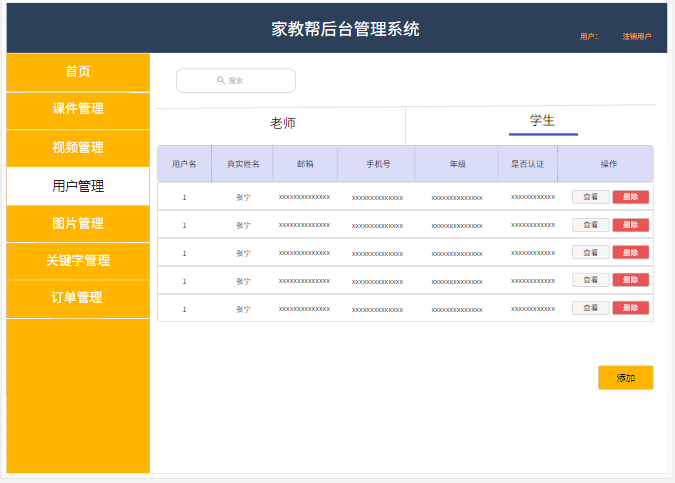 家教帮后台管理系统
用户： 注销用户
首页
课件管理
视频管理
用户管理
图片管理
关键字管理
订单管理
搜索
老师 学生
用户名 真实姓名 邮箱 手机号 年级 是否认证 操作
1 张宁 xxxxxxxxxxxxxx xxxxxxxxxxxxxx xxxxxxxxxxxxxx xxxxxxxxxxxx 查看 删除
1 张宁 xxxxxxxxxxxxxx xxxxxxxxxxxxxx xxxxxxxxxxxxxx xxxxxxxxxxxx 查看 删除
1 张宁 xxxxxxxxxxxxxx xxxxxxxxxxxxxx xxxxxxxxxxxxxx xxxxxxxxxxxx 查看 删除
1 张宁 xxxxxxxxxxxxxx xxxxxxxxxxxxxx xxxxxxxxxxxxxx xxxxxxxxxxxx 查看 删除
1 张宁 xxxxxxxxxxxxxx xxxxxxxxxxxxxx xxxxxxxxxxxxxx xxxxxxxxxxxx 查看 删除
添加